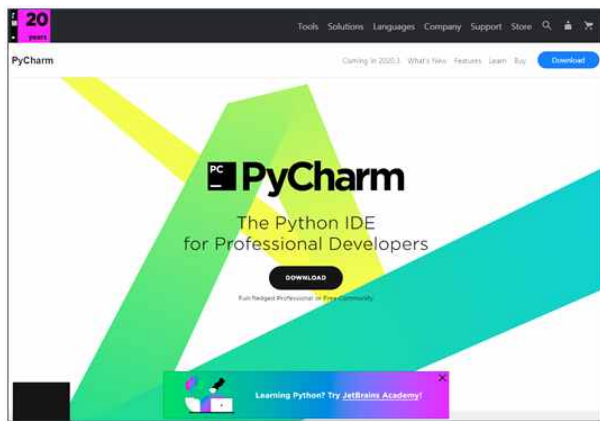 20
years
Tools Solutions Languages Company Support Store
PyCharm
Coming in 2020.3 What's New Features Learn Buy Download
PC
PyCharm
The Python IDE
for Professional Developers
DOWNLOAD
Full-fledged Professional or Free Community
Learning Python? Try JetBrains Academy!